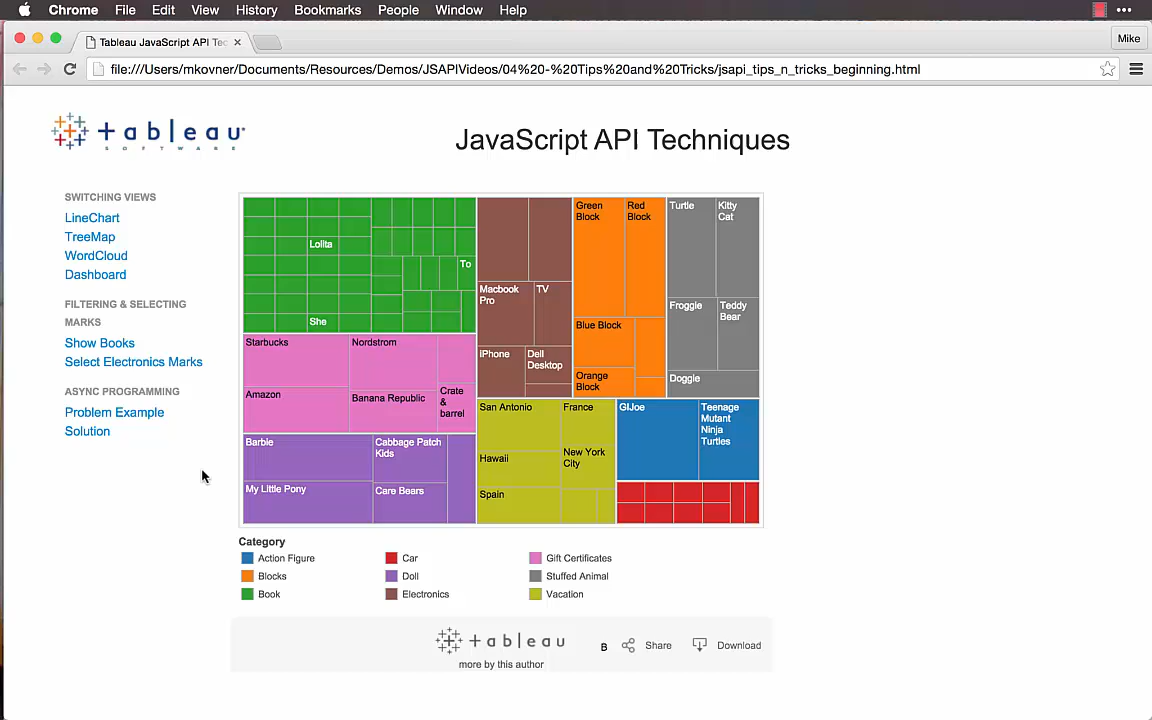 Chrome File Edit View History Bookmarks People Window Help
Tableau JavaScript API Tec
Mike
file:///Users/mkovner/Documents/Resources/Demos/JSAPIVideos/04%20-%20Tips%20and%20Tricks/jsapi_tips_n_tricks_beginning.html
+ableau
SOFTWARE
JavaScript API Techniques
SWITCHING VIEWS
LineChart
TreeMap
WordCloud
Dashboard
FILTERING & SELECTING
MARKS
Show Books
Select Electronics Marks
ASYNC PROGRAMMING
Problem Example
Solution
Lolita
To
She
Macbook
Pro
TV
iPhone
Dell
Desktop
Green
Block
Red
Block
Blue Block
Orange
Block
Turtle
Kitty
Cat
Froggie
Teddy
Bear
Doggie
Starbucks
Nordstrom
Amazon
Banana Republic
Crate
&
barrel
Barbie
Cabbage Patch
Kids
My Little Pony
Care Bears
San Antonio
France
Hawaii
New York
City
Spain
GIJoe
Teenage
Mutant
Ninja
Turtles
Category
Action Figure
Car
Gift Certificates
Blocks
Doll
Stuffed Animal
Book
Electronics
Vacation
+ableau
more by this author
B
Share
Download